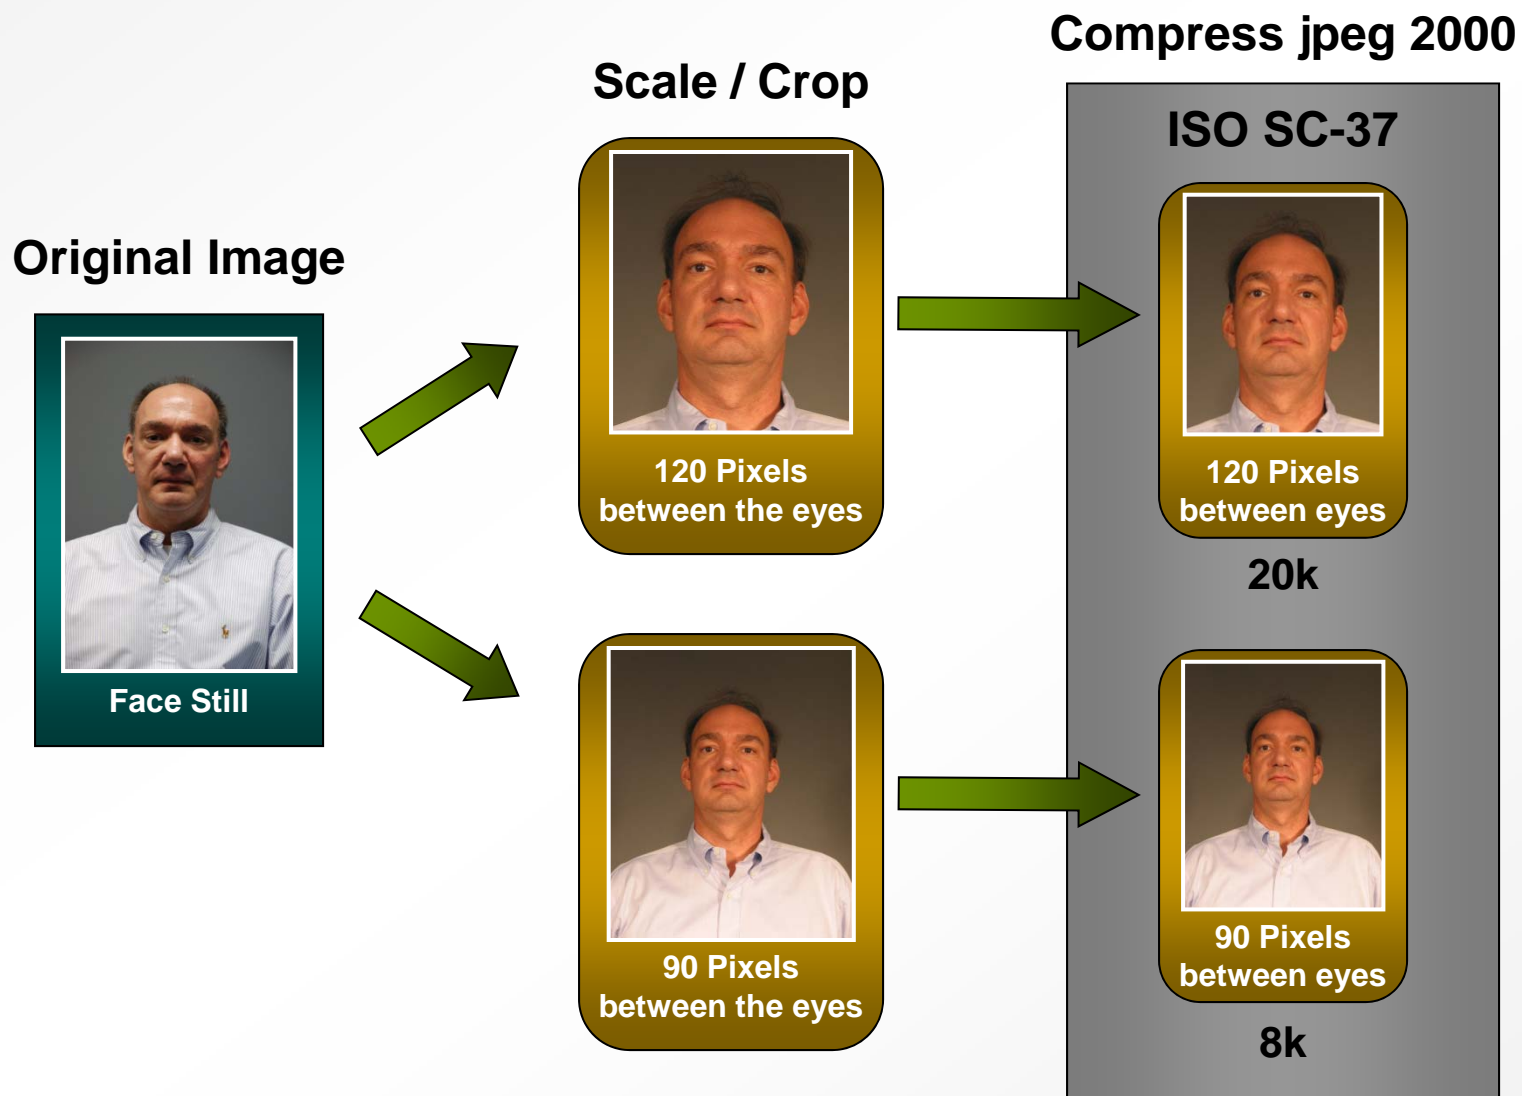 Compress jpeg 2000
Scale / Crop
ISO SC-37
Original Image
Face Still
120 Pixels
between the eyes
120 Pixels
between eyes
20k
90 Pixels
between the eyes
90 Pixels
between eyes
8k